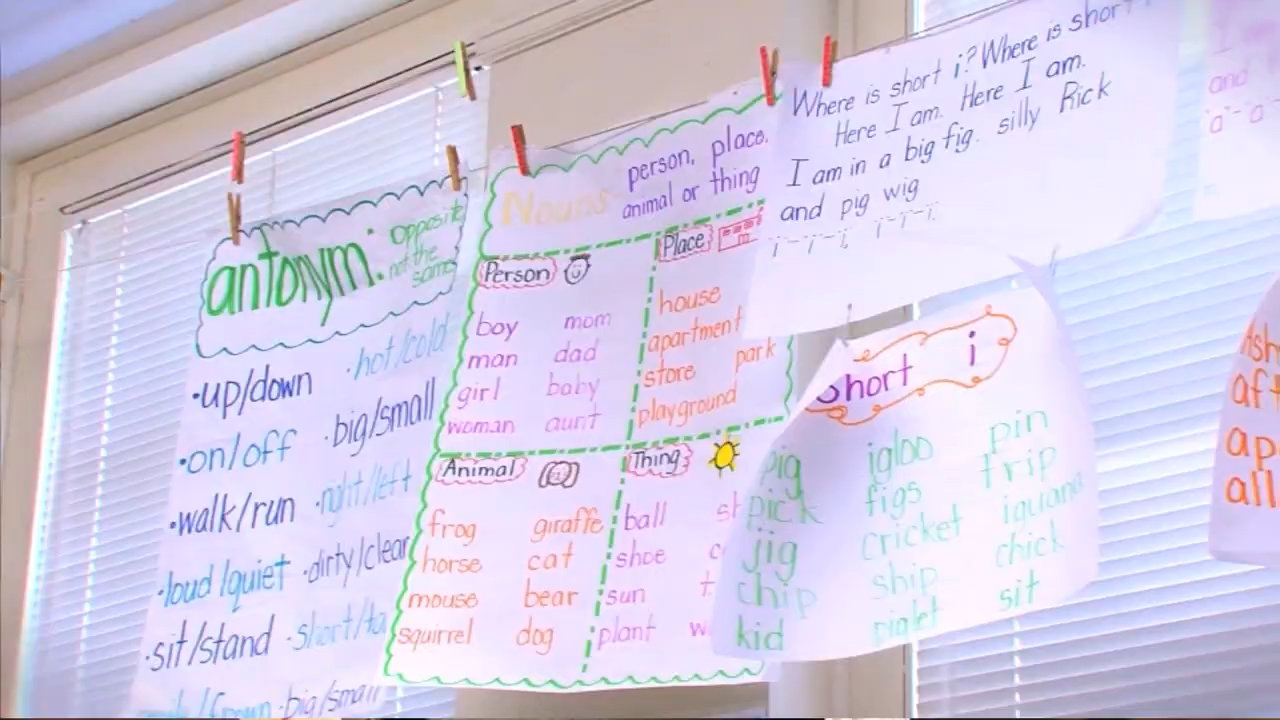 antonym:
opposite
not the
same
·hot/cold
·up/down
·big/small
·on/off
·right/left
·walk/run
·dirty/clean
·loud/quiet
·short/ta
·sit/stand
·big/small
Nouns
person, place,
animal or thing
Person
boy mom
man dad
girl baby
woman aunt
Place
house
apartment
park
store
playground
Animal
frog giraffe
horse cat
mouse bear
squirrel dog
Thing
ball
shoe
sun
plant
Where is short i? Where is short
Here I am. Here I am.
I am in a big fig. silly Rick
and pig wig
i-i-i, i-i-i.
Short i
pig igloo pin
pick figs trip
jig cricket iguana
chip ship chick
kid piglet sit
and
all